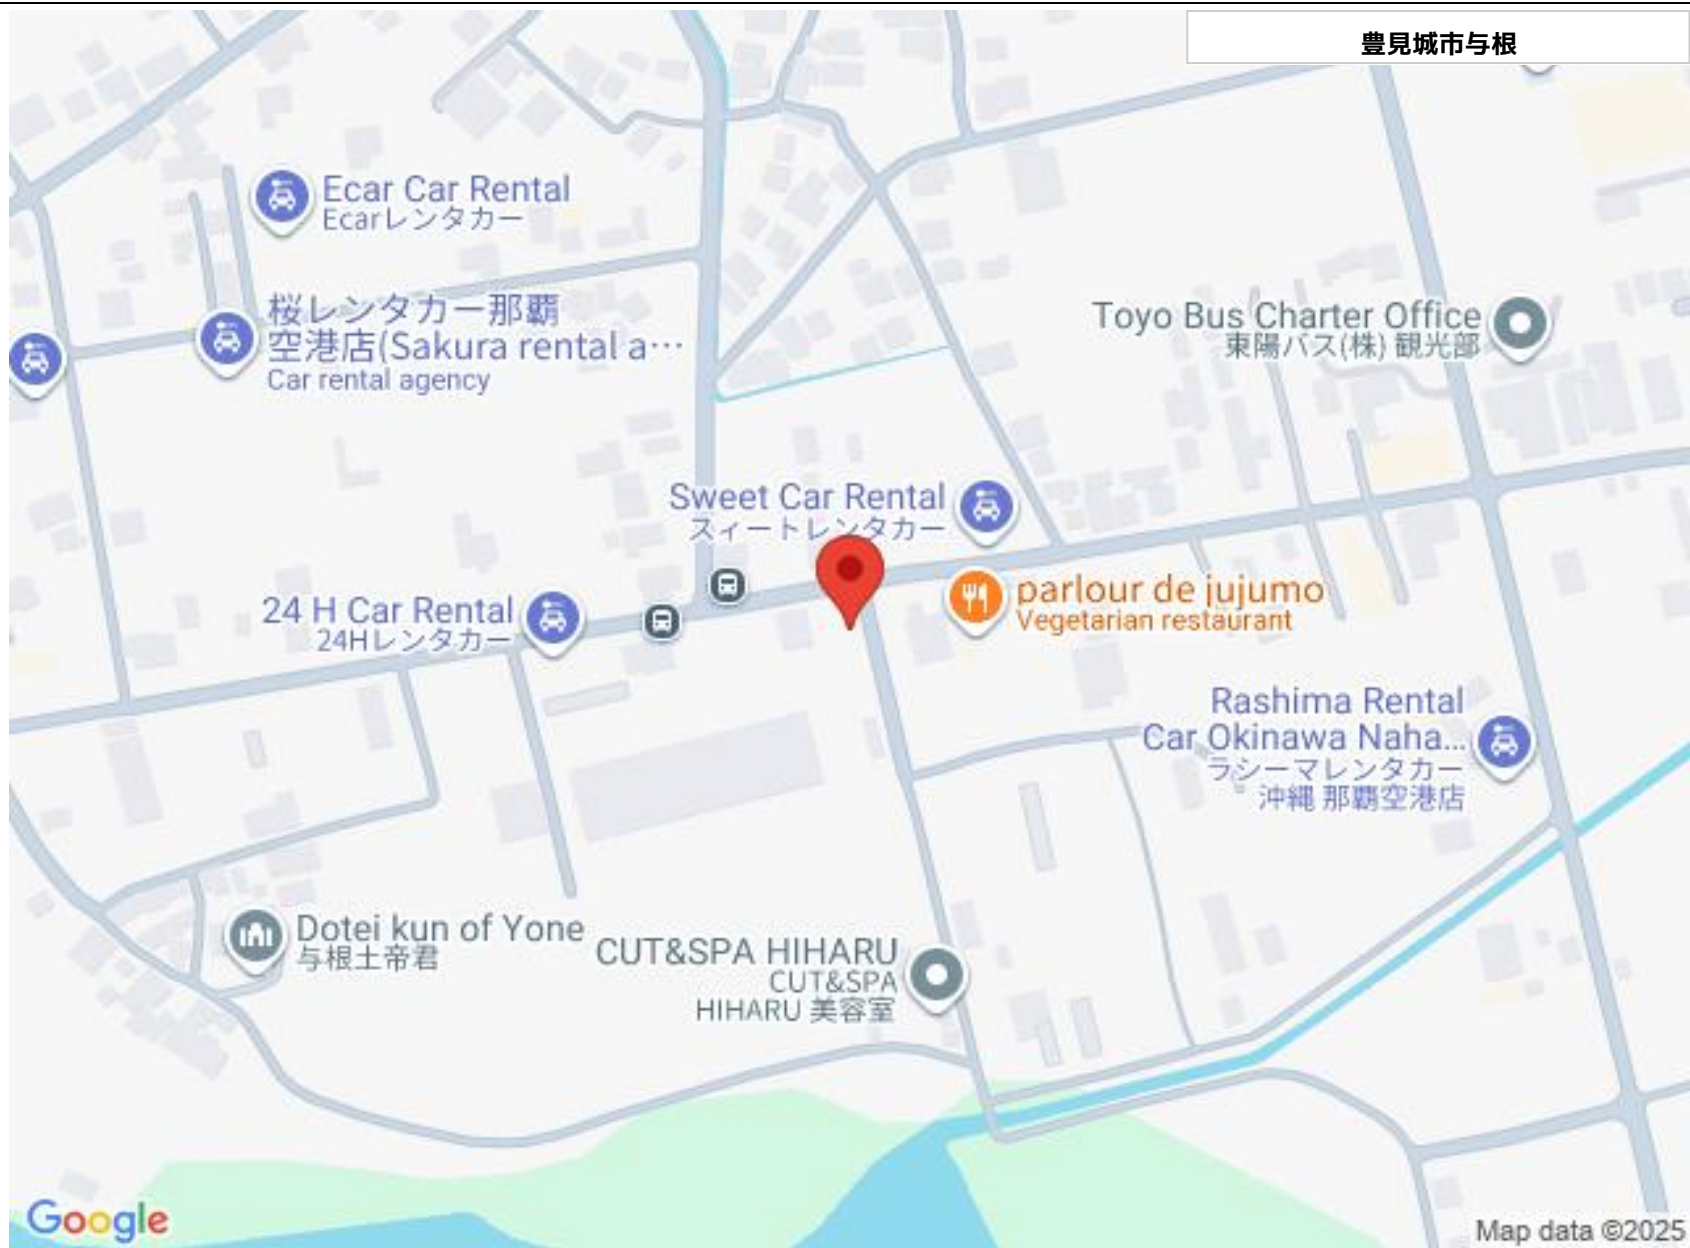 豊見城市与根
Ecar Car Rental
Ecarレンタカー
桜レンタカー那覇
空港店(Sakura rental a…
Car rental agency
Toyo Bus Charter Office
東陽バス(株) 観光部
Sweet Car Rental
スィートレンタカー
24 H Car Rental
24Hレンタカー
parlour de jujumo
Vegetarian restaurant
Rashima Rental
Car Okinawa Naha...
ラシーマレンタカー
沖縄 那覇空港店
Dotei kun of Yone
与根土帝君
CUT&SPA HIHARU
CUT&SPA
HIHARU 美容室
Google
Map data ©2025